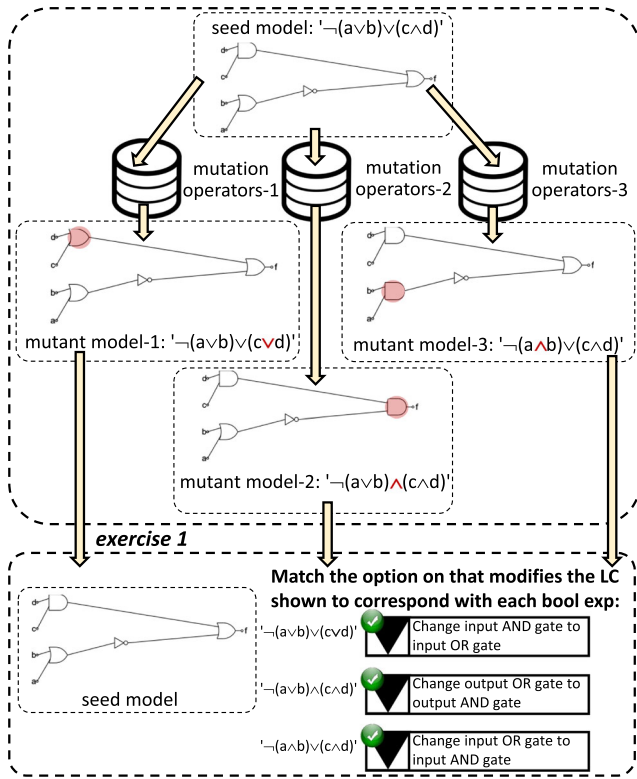 seed model: '¬(a∨b)∨(c∧d)'
d
c
b
a
f
mutation
operators-1
mutation
operators-2
mutation
operators-3
d
c
b
a
f
mutant model-1: '¬(a∨b)∨(c∨d)'
d
c
b
a
f
mutant model-3: '¬(a∧b)∨(c∧d)'
d
c
b
a
f
mutant model-2: '¬(a∨b)∧(c∧d)'
exercise 1
Match the option on that modifies the LC
shown to correspond with each bool exp:
d
c
b
a
f
seed model
'¬(a∨b)∨(c∨d)'
Change input AND gate to
input OR gate
'¬(a∨b)∧(c∧d)'
Change output OR gate to
output AND gate
'¬(a∧b)∨(c∧d)'
Change input OR gate to
input AND gate